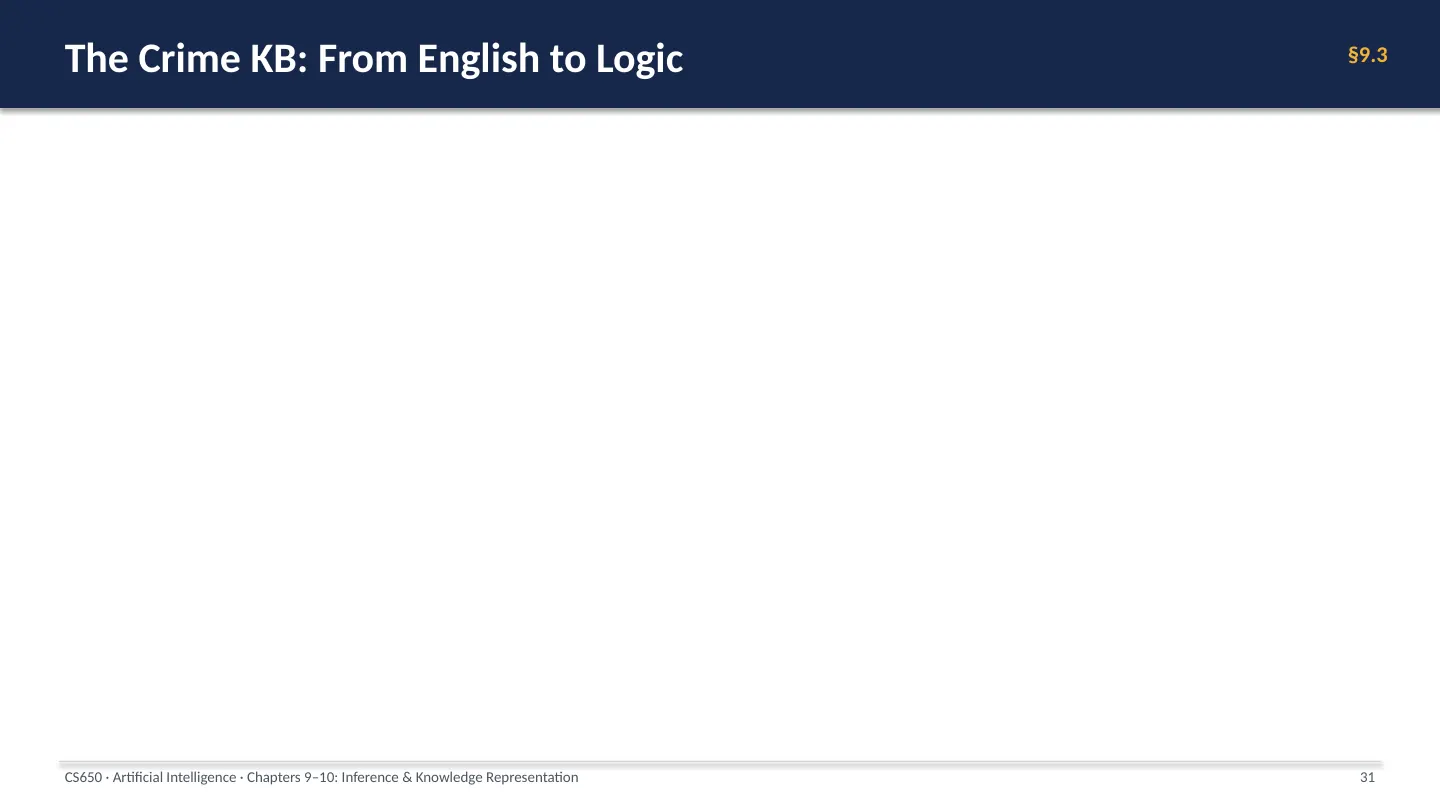 The Crime KB: From English to Logic
§9.3
CS650 · Artificial Intelligence · Chapters 9–10: Inference & Knowledge Representation
31